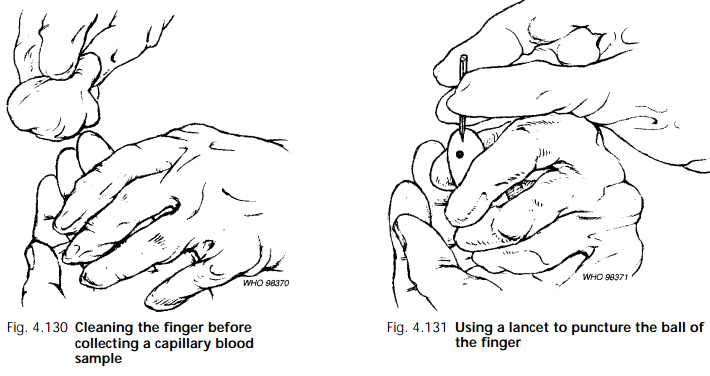 WHO 98370
WHO 98371
Fig. 4.130 Cleaning the finger before
collecting a capillary blood
sample
Fig. 4.131 Using a lancet to puncture the ball of
the finger